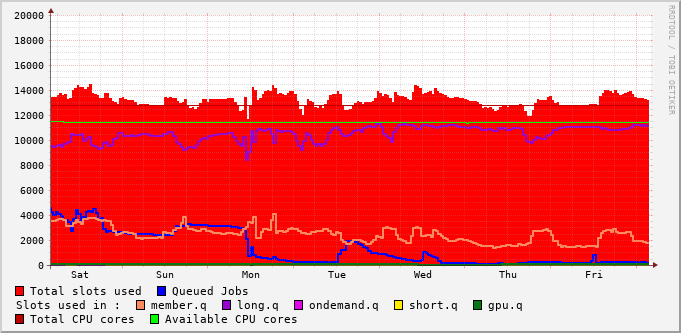 20000
18000
16000
14000
12000
10000
8000
6000
4000
2000
0
Sat Sun Mon Tue Wed Thu Fri
RRDTOOL / TOBI OETIKER
Total slots used Queued Jobs
Slots used in : member.q long.q ondemand.q short.q gpu.q
Total CPU cores Available CPU cores